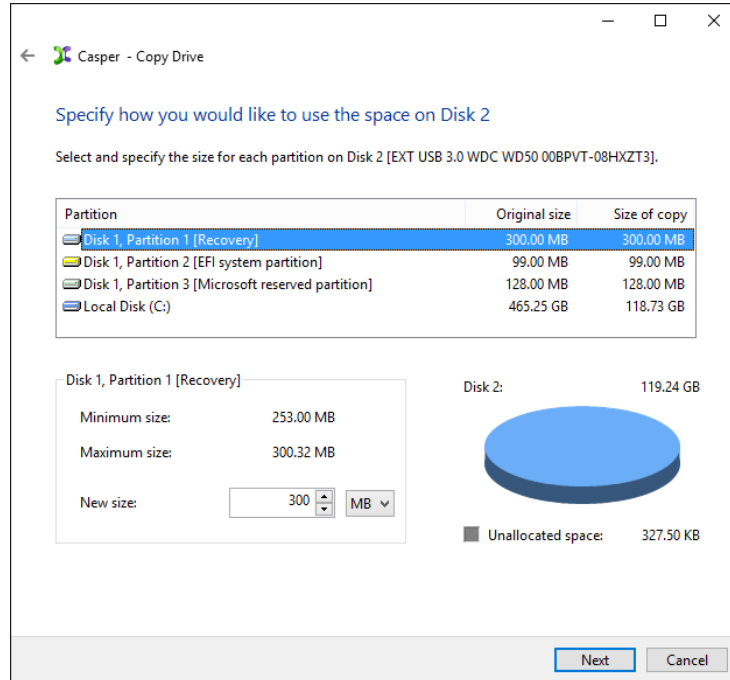 Casper - Copy Drive
Specify how you would like to use the space on Disk 2
Select and specify the size for each partition on Disk 2 [EXT USB 3.0 WDC WD50 00BPVT-08HXZT3].
Partition Original size Size of copy
Disk 1, Partition 1 [Recovery] 300.00 MB 300.00 MB
Disk 1, Partition 2 [EFI system partition] 99.00 MB 99.00 MB
Disk 1, Partition 3 [Microsoft reserved partition] 128.00 MB 128.00 MB
Local Disk (C:) 465.25 GB 118.73 GB
Disk 1, Partition 1 [Recovery]
Minimum size: 253.00 MB
Maximum size: 300.32 MB
New size: 300 MB
Disk 2: 119.24 GB
Unallocated space: 327.50 KB
Next Cancel